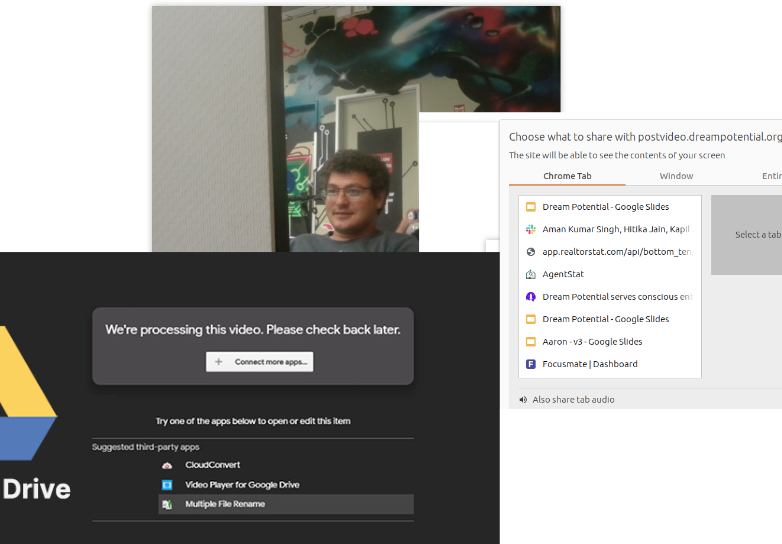 Choose what to share with postvideo.dreampotential.org
The site will be able to see the contents of your screen
Chrome Tab Window Entir
Dream Potential - Google Slides
Aman Kumar Singh, Hitika Jain, Kapil
app.realtorstat.com/api/bottom_ten
AgentStat
Dream Potential serves conscious ent
Dream Potential - Google Slides
Aaron - v3 - Google Slides
Focusmate | Dashboard
Select a tab
Also share tab audio
We're processing this video. Please check back later.
+ Connect more apps...
Try one of the apps below to open or edit this item
Suggested third-party apps
CloudConvert
Video Player for Google Drive
Multiple File Rename
Drive